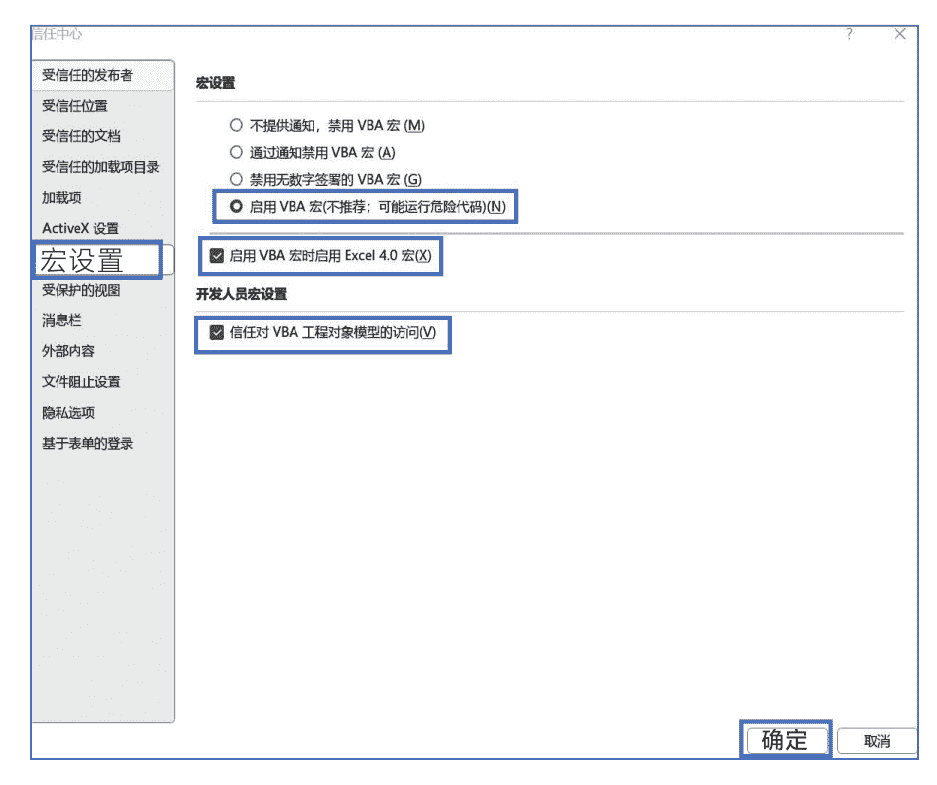 信任中心
? ×
受信任的发布者
受信任位置
受信任的文档
受信任的加载项目录
加载项
ActiveX 设置
宏设置
受保护的视图
消息栏
外部内容
文件阻止设置
隐私选项
基于表单的登录
宏设置
不提供通知，禁用 VBA 宏 (M)
通过通知禁用 VBA 宏 (A)
禁用无数字签署的 VBA 宏 (G)
启用 VBA 宏(不推荐；可能运行危险代码)(N)
启用 VBA 宏时启用 Excel 4.0 宏(X)
开发人员宏设置
信任对 VBA 工程对象模型的访问(V)
确定
取消